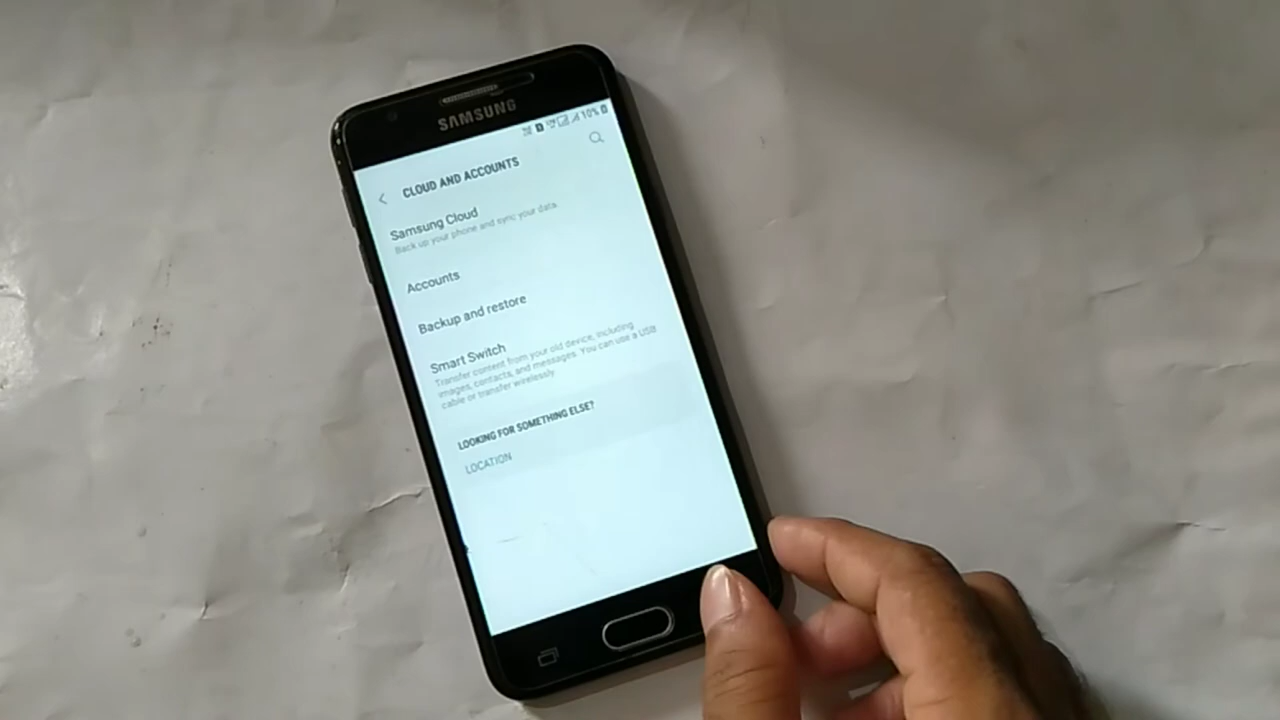 SAMSUNG
10%
CLOUD AND ACCOUNTS
Samsung Cloud
Back up your phone and sync your data.
Accounts
Backup and restore
Smart Switch
Transfer content from your old device, including
images, contacts, and messages. You can use a USB
cable or transfer wirelessly.
LOOKING FOR SOMETHING ELSE?
LOCATION